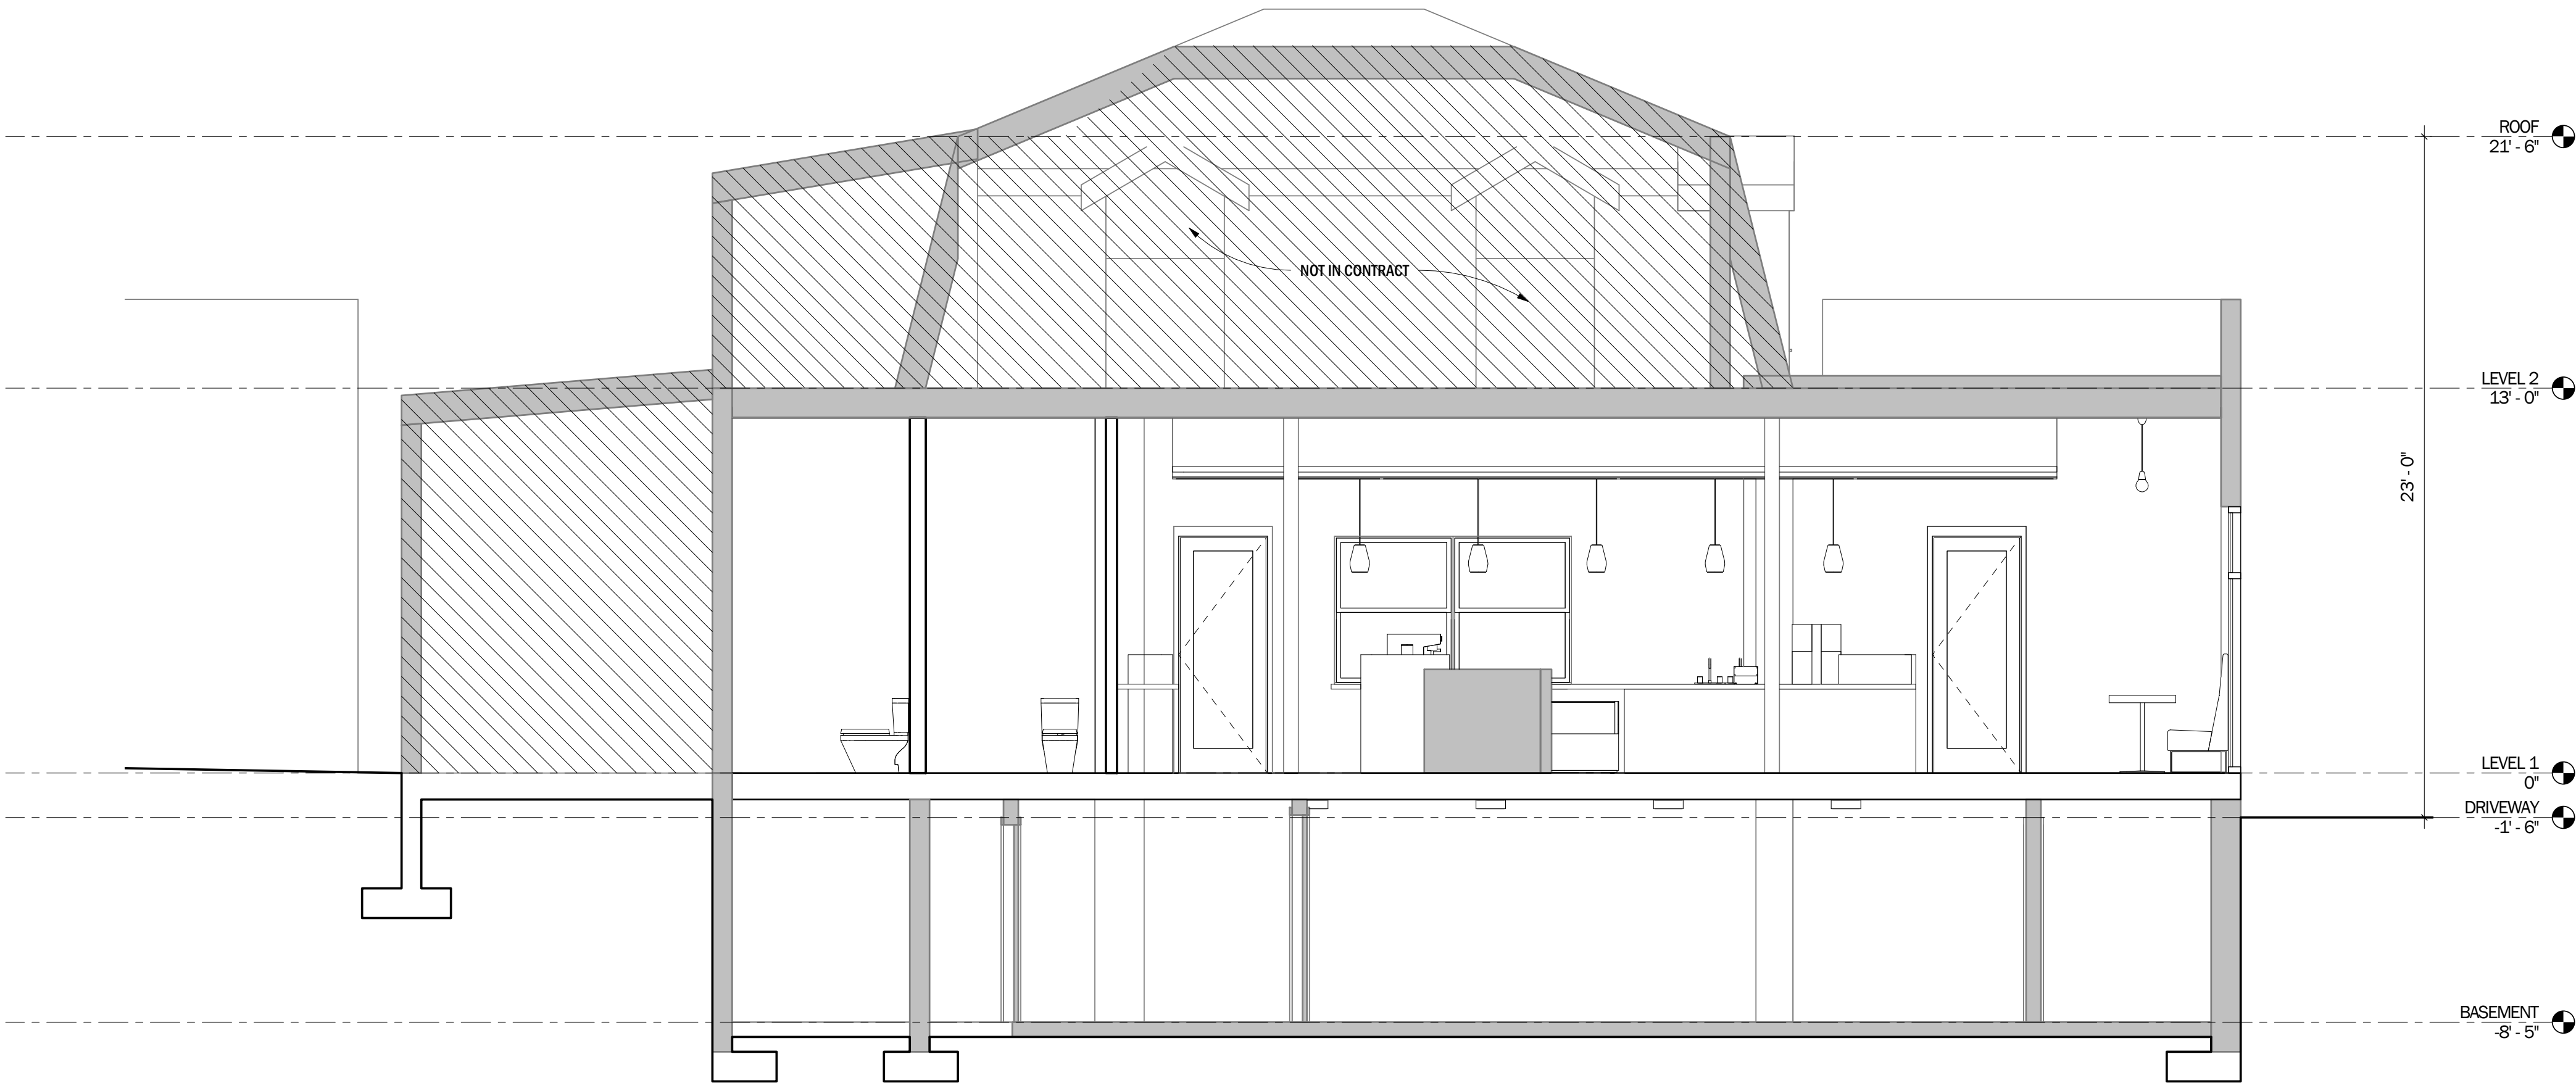 ROOF
21' - 6"
NOT IN CONTRACT
LEVEL 2
13' - 0"
23' - 0"
LEVEL 1
0"
DRIVEWAY
-1' - 6"
BASEMENT
-8' - 5"